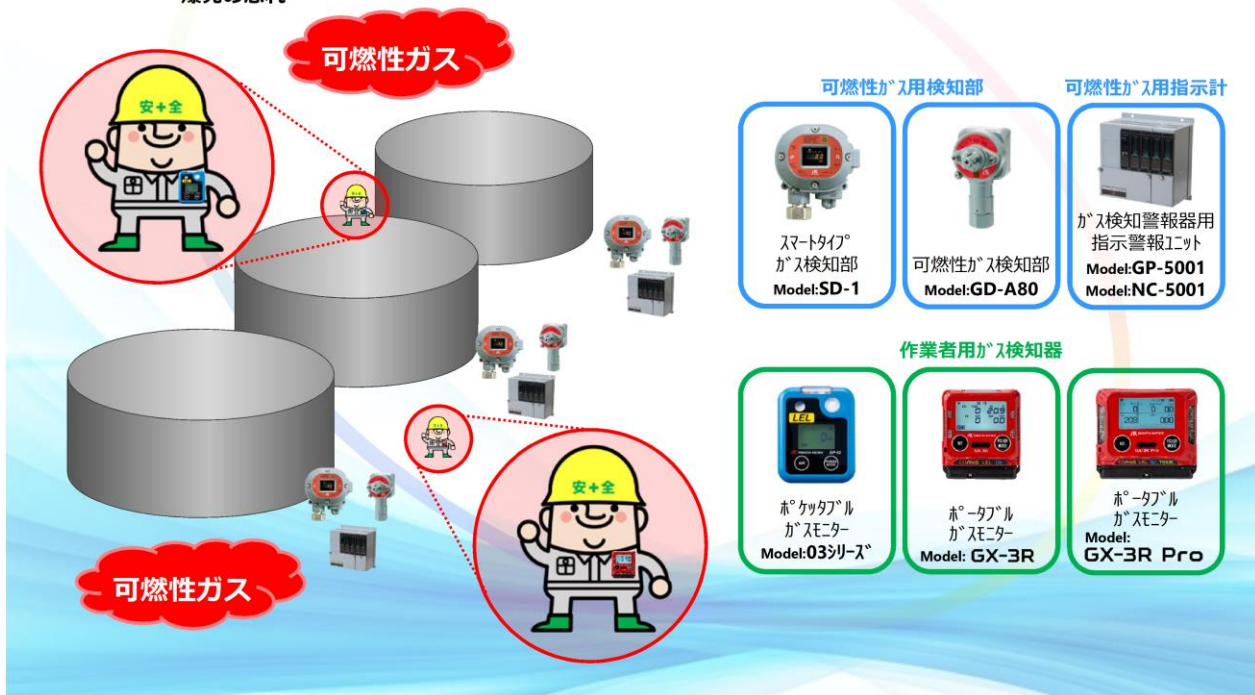 可燃性ガス
安+全
可燃性ガス用検知部
可燃性ガス用指示計
スマートタイプ
ガス検知部
Model:SD-1
可燃性ガス検知部
Model:GD-A80
ガス検知警報器用
指示警報ユニット
Model:GP-5001
Model:NC-5001
作業者用ガス検知器
LEL
ポケッタブル
ガスモニター
Model:03シリーズ
ポータブル
ガスモニター
Model: GX-3R
ポータブル
ガスモニター
Model:
GX-3R Pro
安+全
可燃性ガス